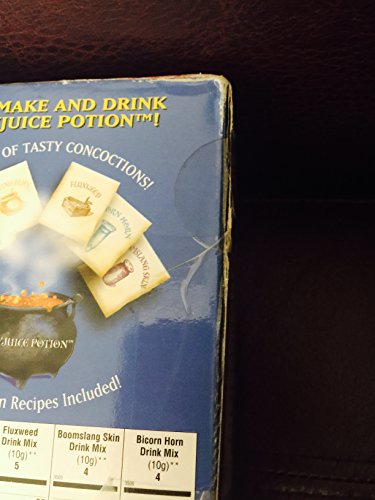 MAKE AND DRINK
JUICE POTION™!
OF TASTY CONCOCTIONS!
FLUXWEED
JUICE POTION™
n Recipes Included!
Fluxweed
Drink Mix
(10g)**
5
Boomslang Skin
Drink Mix
(10g)**
4
Bicorn Horn
Drink Mix
(10g)**
4